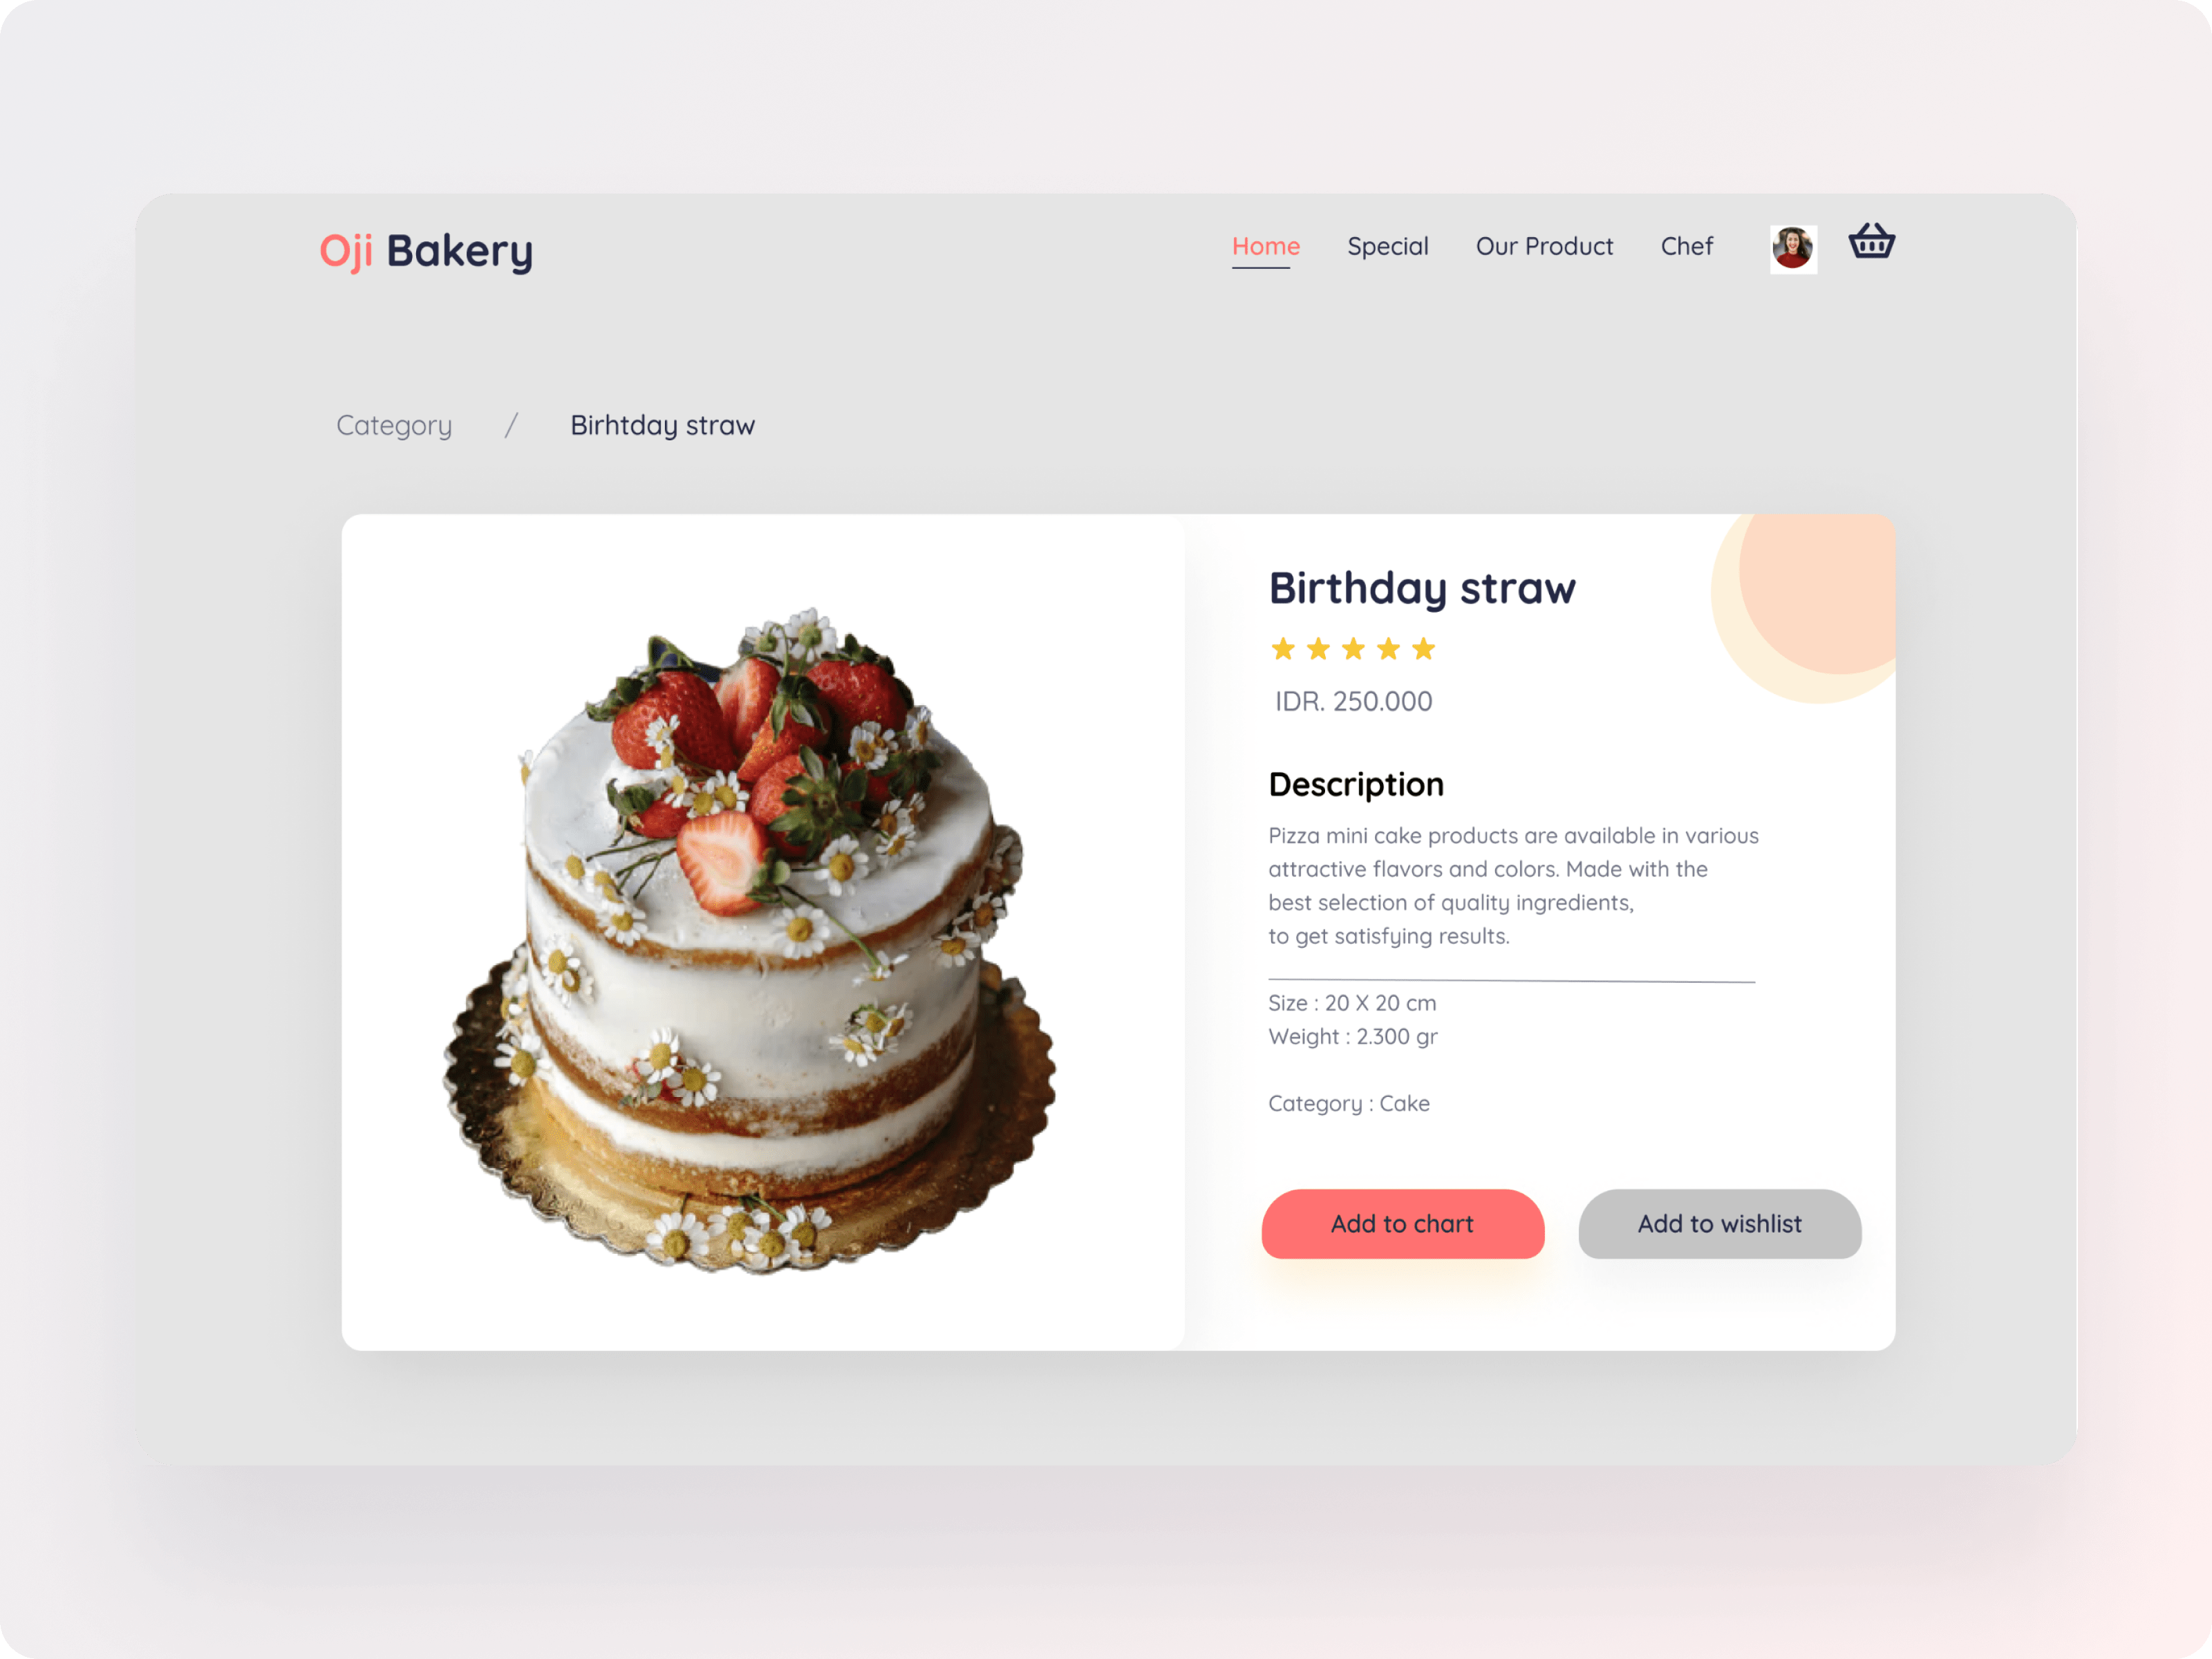 Oji Bakery
Home Special Our Product Chef
Category / Birhtday straw
Birthday straw
IDR. 250.000
Description
Pizza mini cake products are available in various
attractive flavors and colors. Made with the
best selection of quality ingredients,
to get satisfying results.
Size : 20 X 20 cm
Weight : 2.300 gr
Category : Cake
Add to chart
Add to wishlist